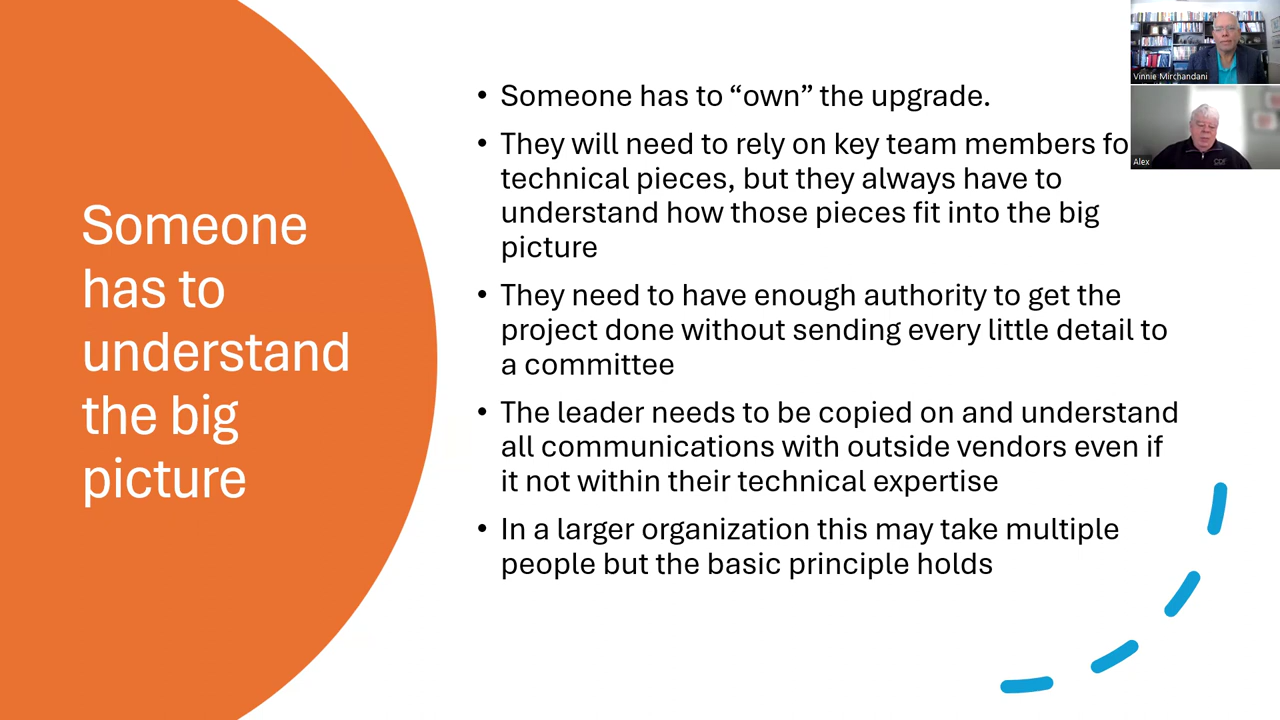 Someone
has to
understand
the big
picture
• Someone has to “own” the upgrade.
• They will need to rely on key team members fo
technical pieces, but they always have to
understand how those pieces fit into the big
picture
• They need to have enough authority to get the
project done without sending every little detail to
a committee
• The leader needs to be copied on and understand
all communications with outside vendors even if
it not within their technical expertise
• In a larger organization this may take multiple
people but the basic principle holds
Vinnie Mirchandani
Alex